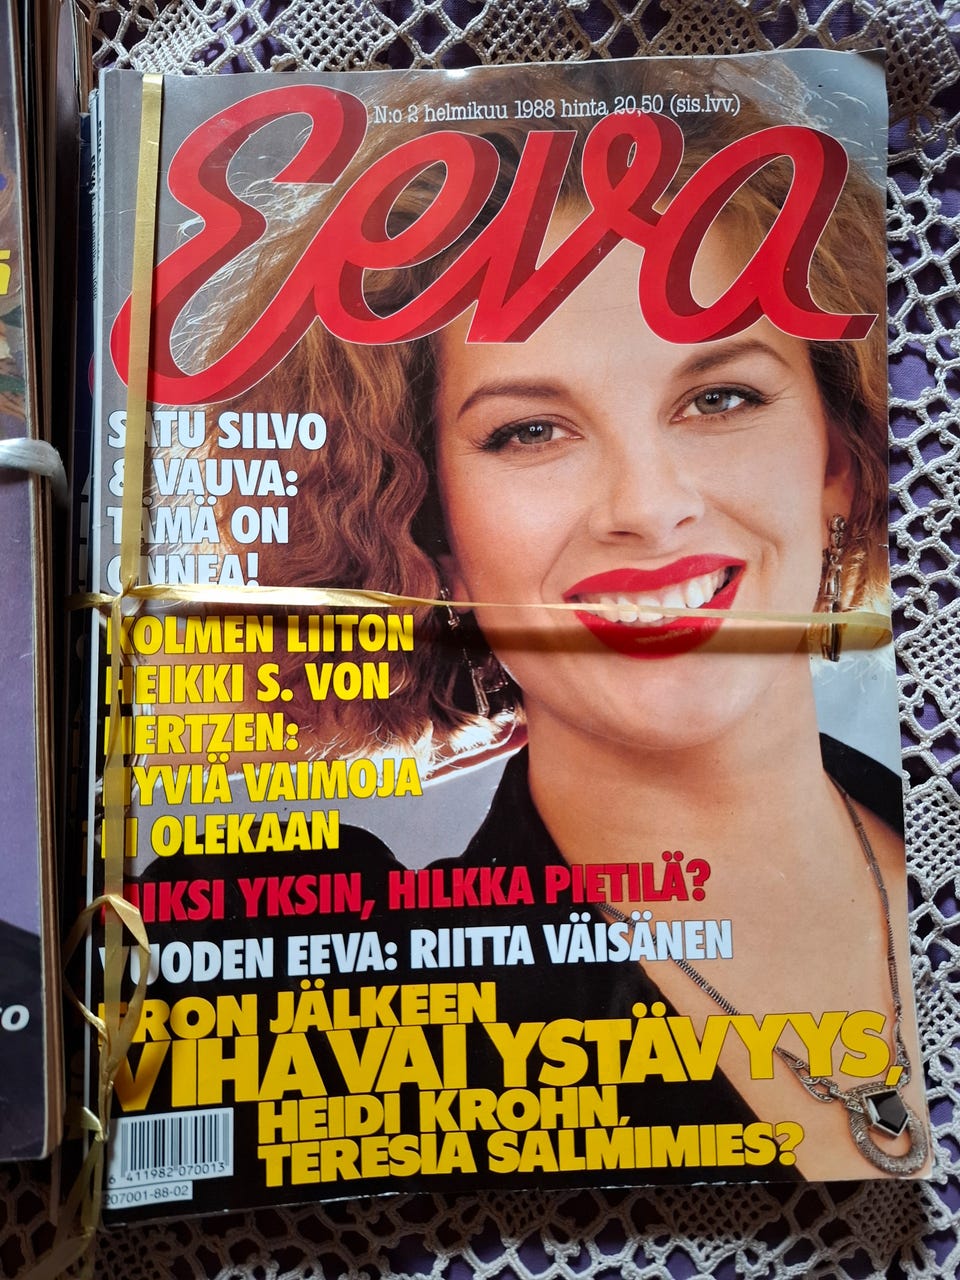 N:o 2 helmikuu 1988 hinta 20,50 (sis.lvv.)
Eeva
SATU SILVO
& VAUVA:
TÄMÄ ON
ONNEA!
KOLMEN LIITON
HEIKKI S. VON
HERTZEN:
HYVIÄ VAIMOJA
EI OLEKAAN
MIKSI YKSIN, HILKKA PIETILÄ?
VUODEN EEVA: RIITTA VÄISÄNEN
ERON JÄLKEEN
VIHA VAI YSTÄVYYS,
HEIDI KROHN,
TERESIA SALMIMIES?
6 411982 070013
207001-88-02